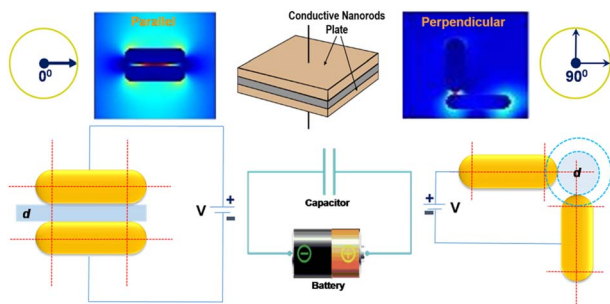 Parallel
Conductive Nanorods
Plate
Perpendicular
0⁰
90⁰
d
V
+
Capacitor
Battery
+
V
d